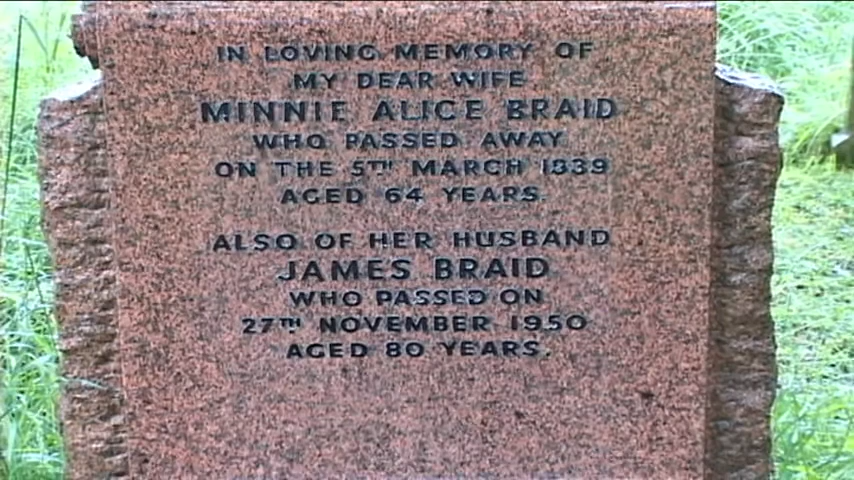 IN LOVING MEMORY OF
MY DEAR WIFE
MINNIE ALICE BRAID
WHO PASSED AWAY
ON THE 5TH MARCH 1939
AGED 64 YEARS.
ALSO OF HER HUSBAND
JAMES BRAID
WHO PASSED ON
27TH NOVEMBER 1950
AGED 80 YEARS.